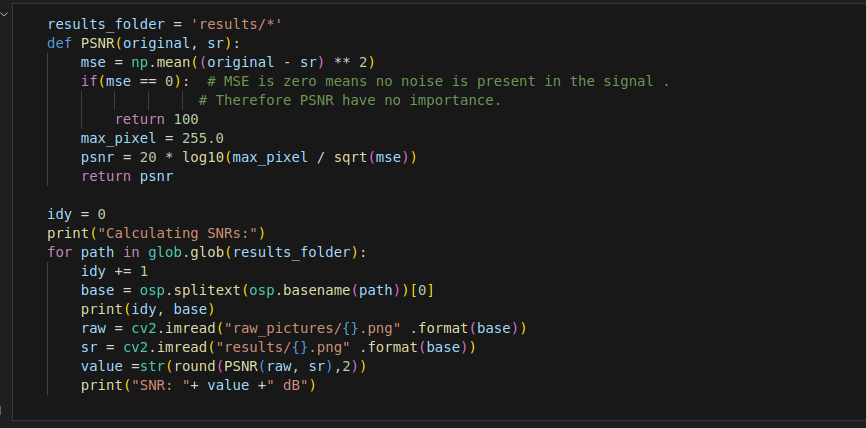 results_folder = 'results/*'
def PSNR(original, sr):
    mse = np.mean((original - sr) ** 2)
    if(mse == 0):  # MSE is zero means no noise is present in the signal .
                  # Therefore PSNR have no importance.
        return 100
    max_pixel = 255.0
    psnr = 20 * log10(max_pixel / sqrt(mse))
    return psnr

idy = 0
print("Calculating SNRs:")
for path in glob.glob(results_folder):
    idy += 1
    base = osp.splitext(osp.basename(path))[0]
    print(idy, base)
    raw = cv2.imread("raw_pictures/{}.png" .format(base))
    sr = cv2.imread("results/{}.png" .format(base))
    value =str(round(PSNR(raw, sr),2))
    print("SNR: "+ value +" dB")